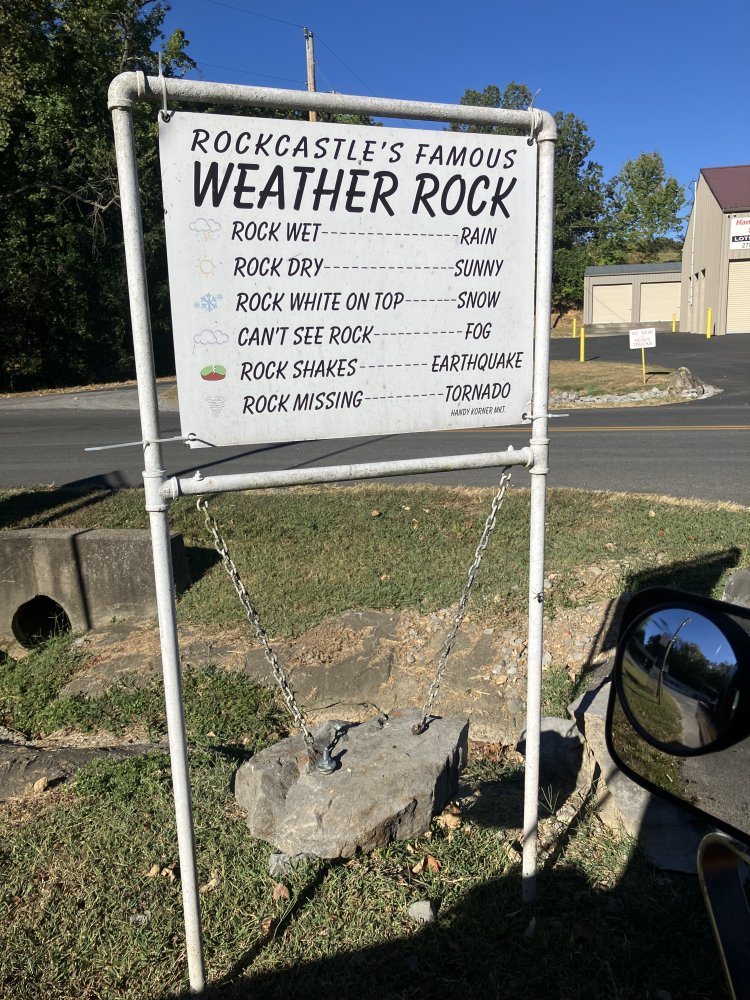 ROCKCASTLE'S FAMOUS
WEATHER ROCK
ROCK WET---------------RAIN
ROCK DRY---------------SUNNY
ROCK WHITE ON TOP------SNOW
CAN'T SEE ROCK----------FOG
ROCK SHAKES--------EARTHQUAKE
ROCK MISSING---------TORNADO
HANDY KORNER MKT.